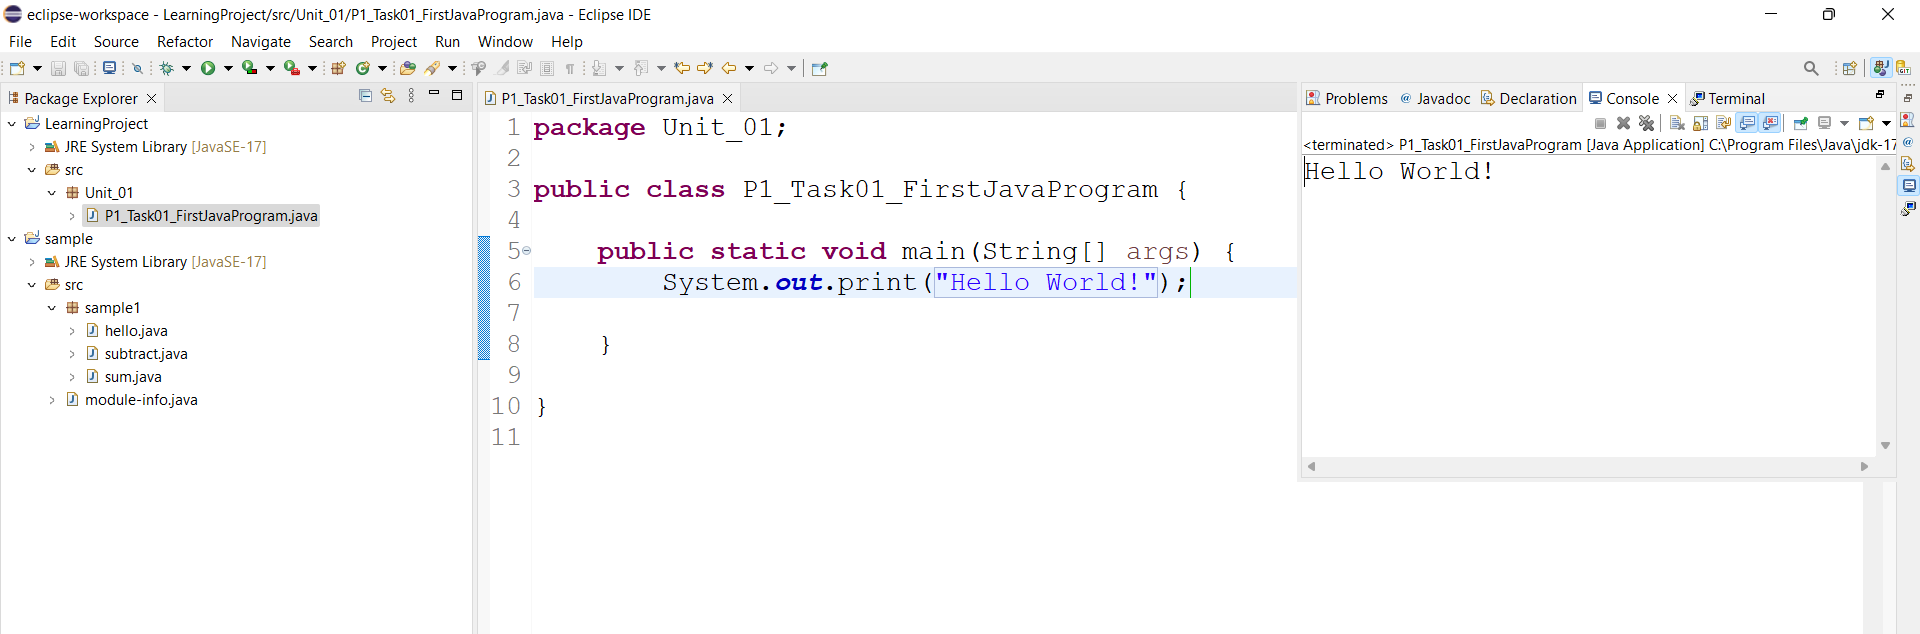 eclipse-workspace - LearningProject/src/Unit_01/P1_Task01_FirstJavaProgram.java - Eclipse IDE
File Edit Source Refactor Navigate Search Project Run Window Help
Package Explorer
LearningProject
JRE System Library [JavaSE-17]
src
Unit_01
P1_Task01_FirstJavaProgram.java
sample
JRE System Library [JavaSE-17]
src
sample1
hello.java
subtract.java
sum.java
module-info.java
P1_Task01_FirstJavaProgram.java
1 package Unit_01;
2
3 public class P1_Task01_FirstJavaProgram {
4
5 public static void main(String[] args) {
6 System.out.print("Hello World!");
7
8 }
9
10 }
11
Problems @ Javadoc Declaration Console Terminal
<terminated> P1_Task01_FirstJavaProgram [Java Application] C:\Program Files\Java\jdk-17
Hello World!